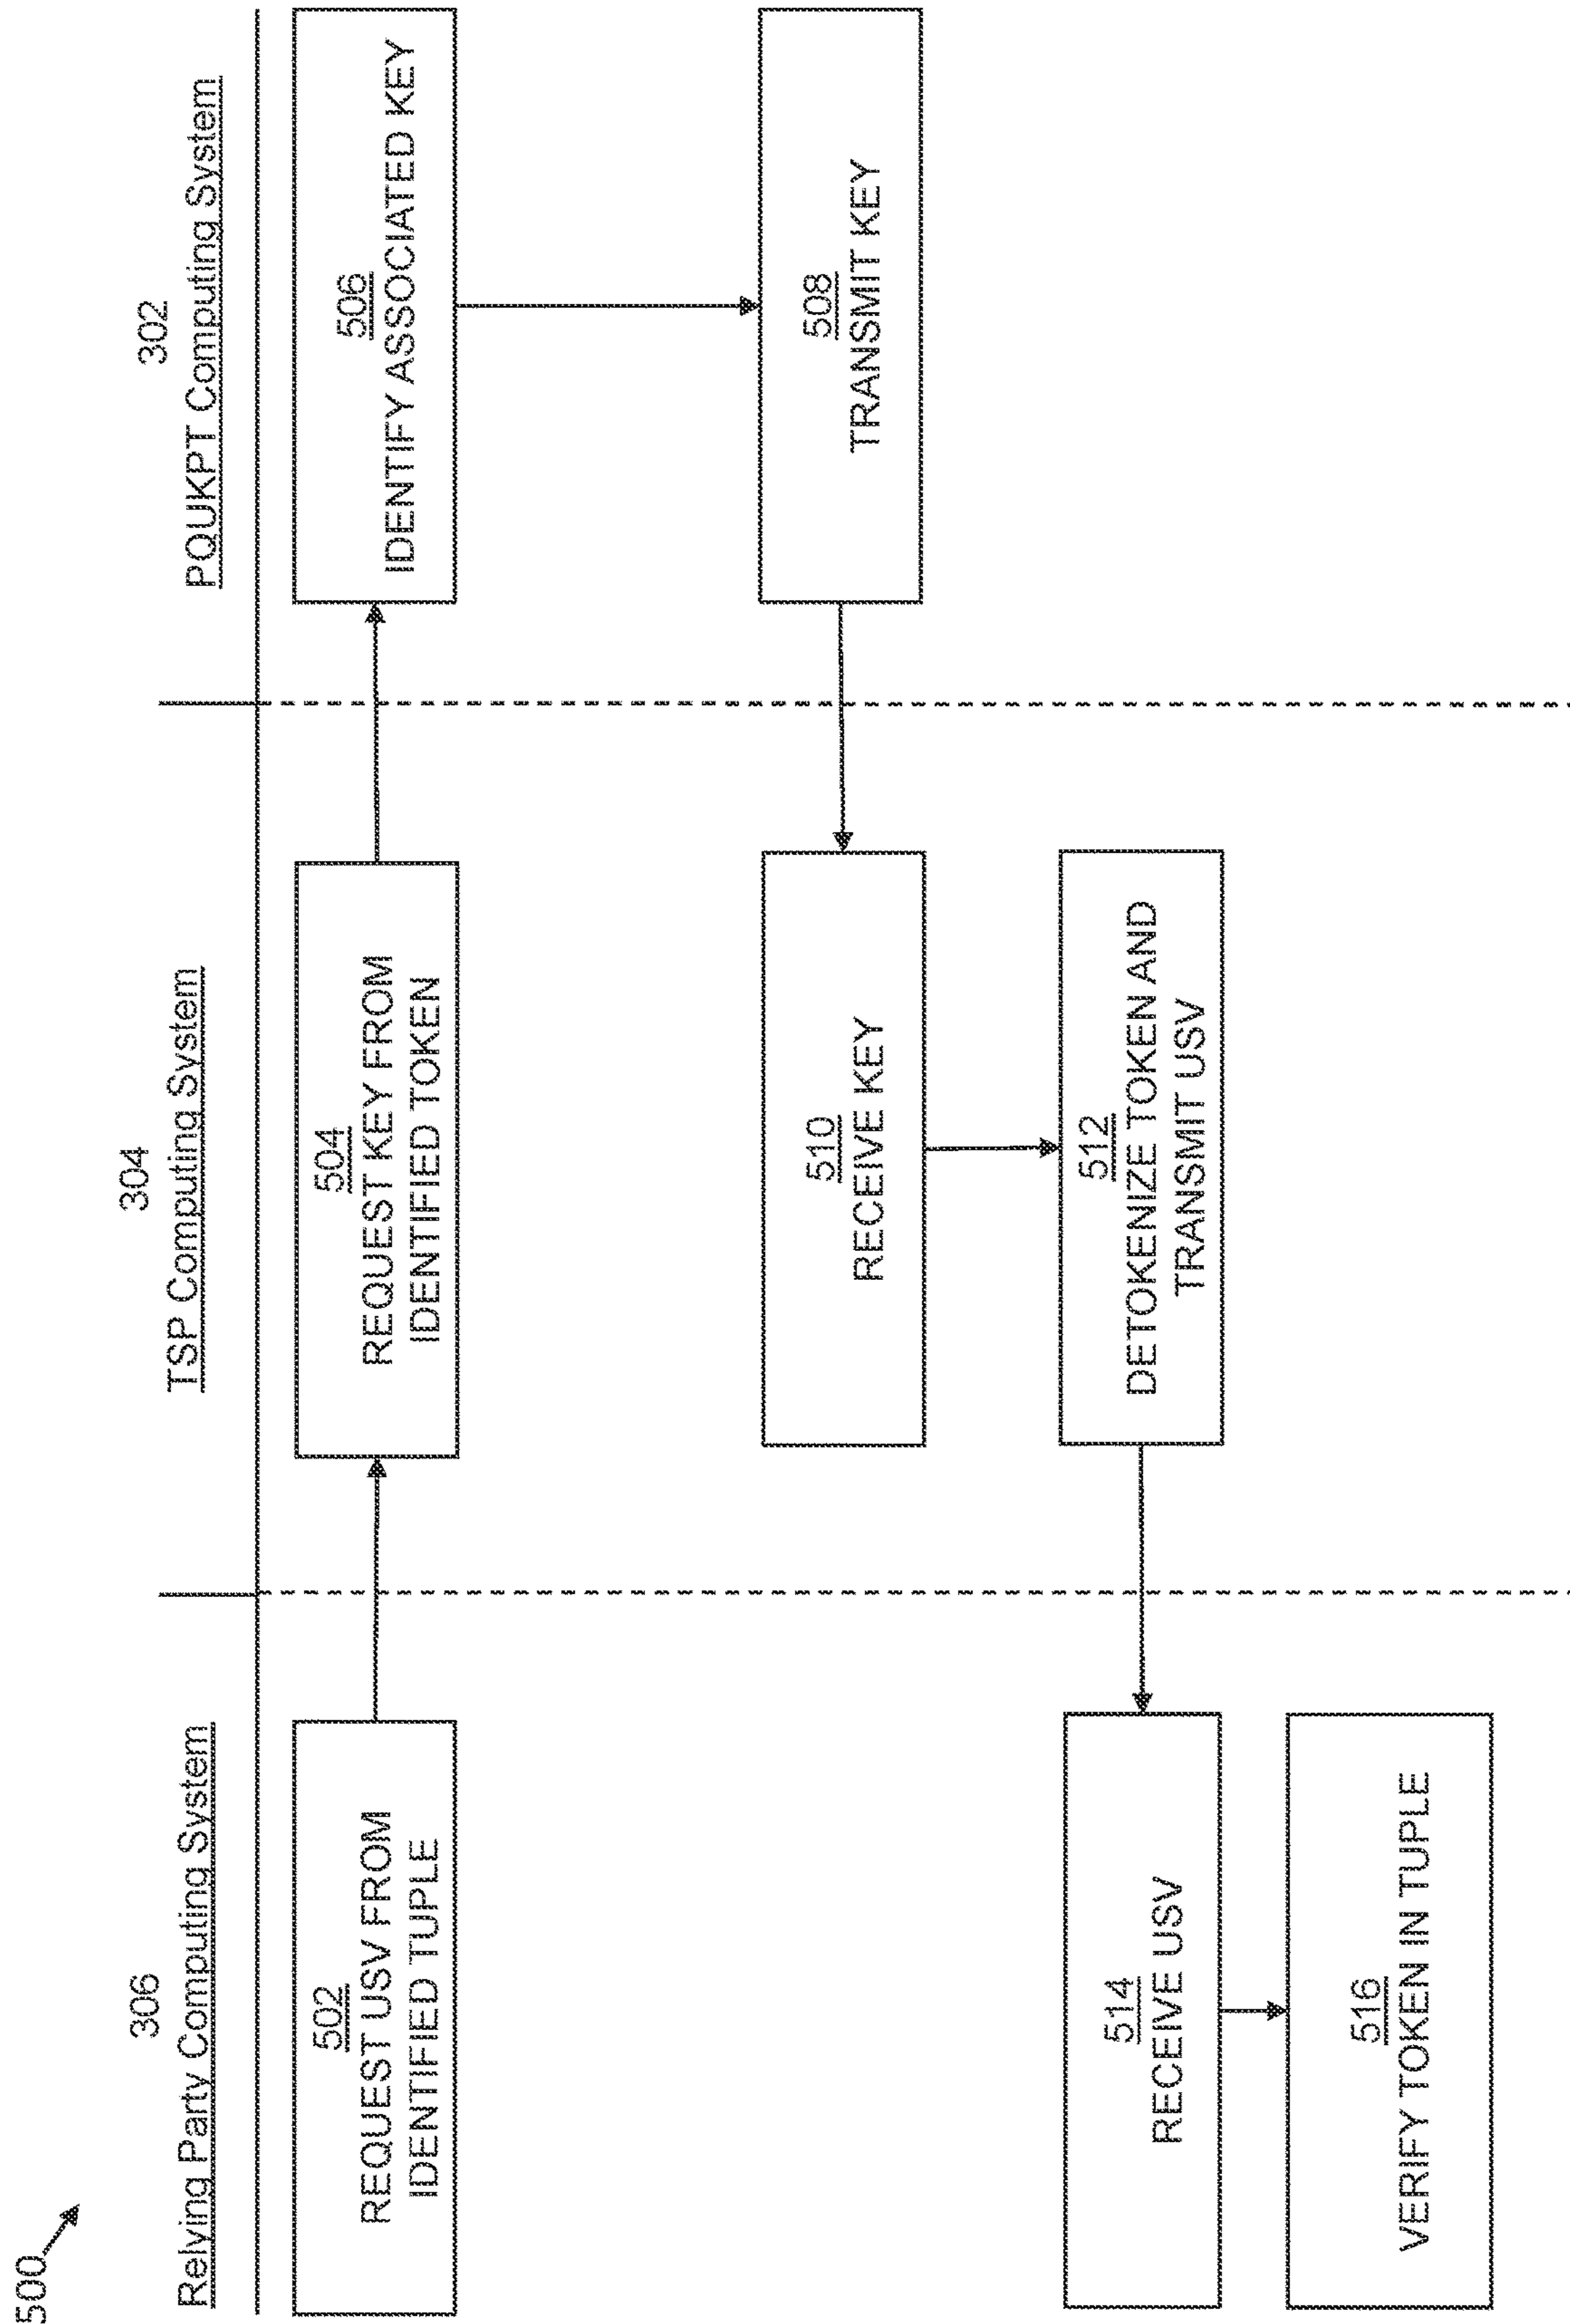 500
306
Relying Party Computing System
304
TSP Computing System
302
PQUKPT Computing System
502
REQUEST USV FROM
IDENTIFIED TUPLE
504
REQUEST KEY FROM
IDENTIFIED TOKEN
506
IDENTIFY ASSOCIATED KEY
508
TRANSMIT KEY
510
RECEIVE KEY
512
DETOKENIZE TOKEN AND
TRANSMIT USV
514
RECEIVE USV
516
VERIFY TOKEN IN TUPLE